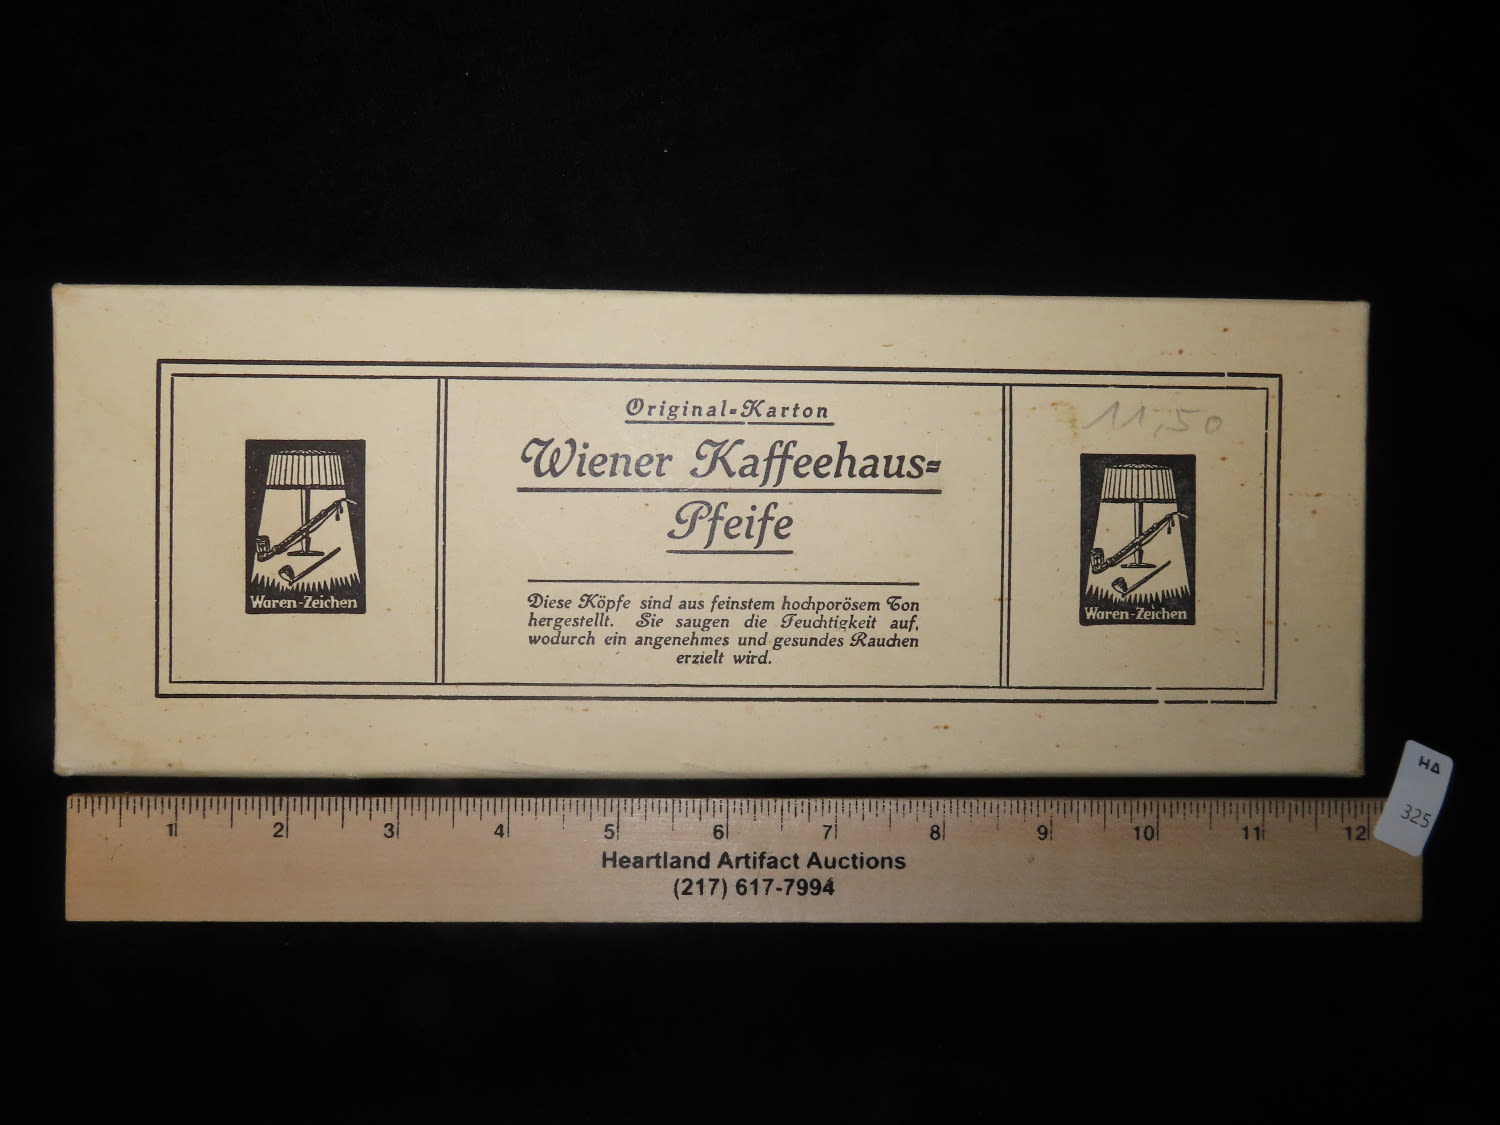 Original-Karton
Wiener Kaffeehaus-
Pfeife
Diese Köpfe sind aus feinstem hochporösem Ton
hergestellt. Sie saugen die Feuchtigkeit auf,
wodurch ein angenehmes und gesundes Rauchen
erzielt wird.
Waren-Zeichen
11,50
Waren-Zeichen
HA
325
1 2 3 4 5 6 7 8 9 10 11 12
Heartland Artifact Auctions
(217) 617-7994